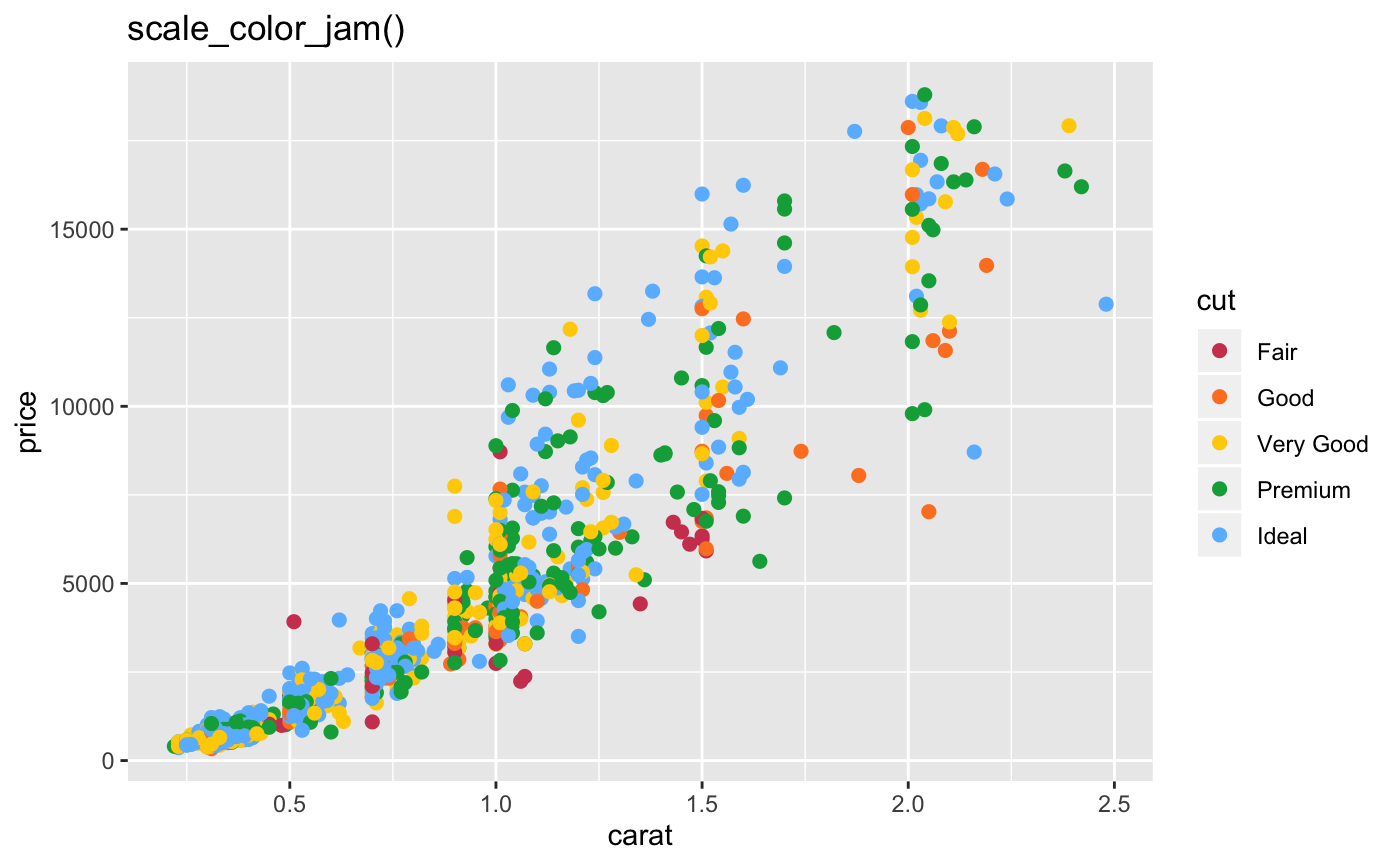 scale_color_jam()
price
15000
10000
5000
0
0.5 1.0 1.5 2.0 2.5
carat
cut
Fair
Good
Very Good
Premium
Ideal